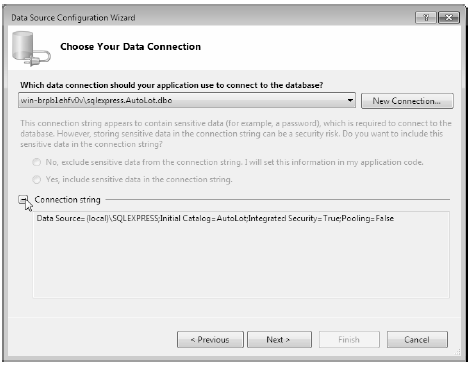 Data Source Configuration Wizard
Choose Your Data Connection
Which data connection should your application use to connect to the database?
win-brpb1ehfv0v\sqlexpress.AutoLot.dbo
New Connection...
This connection string appears to contain sensitive data (for example, a password), which is required to connect to the
database. However, storing sensitive data in the connection string can be a security risk. Do you want to include this
sensitive data in the connection string?
No, exclude sensitive data from the connection string. I will set this information in my application code.
Yes, include sensitive data in the connection string.
Connection string
Data Source=(local)\SQLEXPRESS;Initial Catalog=AutoLot;Integrated Security=True;Pooling=False
< Previous
Next >
Finish
Cancel